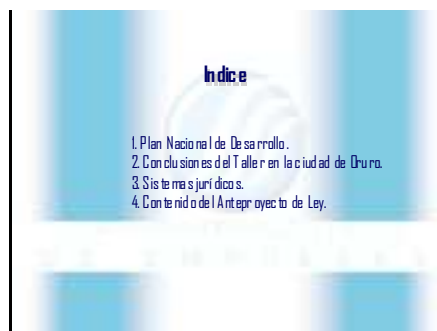 Indice
1. Plan Nacional de Desarrollo.
2. Conclusiones del Taller en la ciudad de Oruro.
3. Sistemas jurídicos.
4. Contenido del Anteproyecto de Ley.